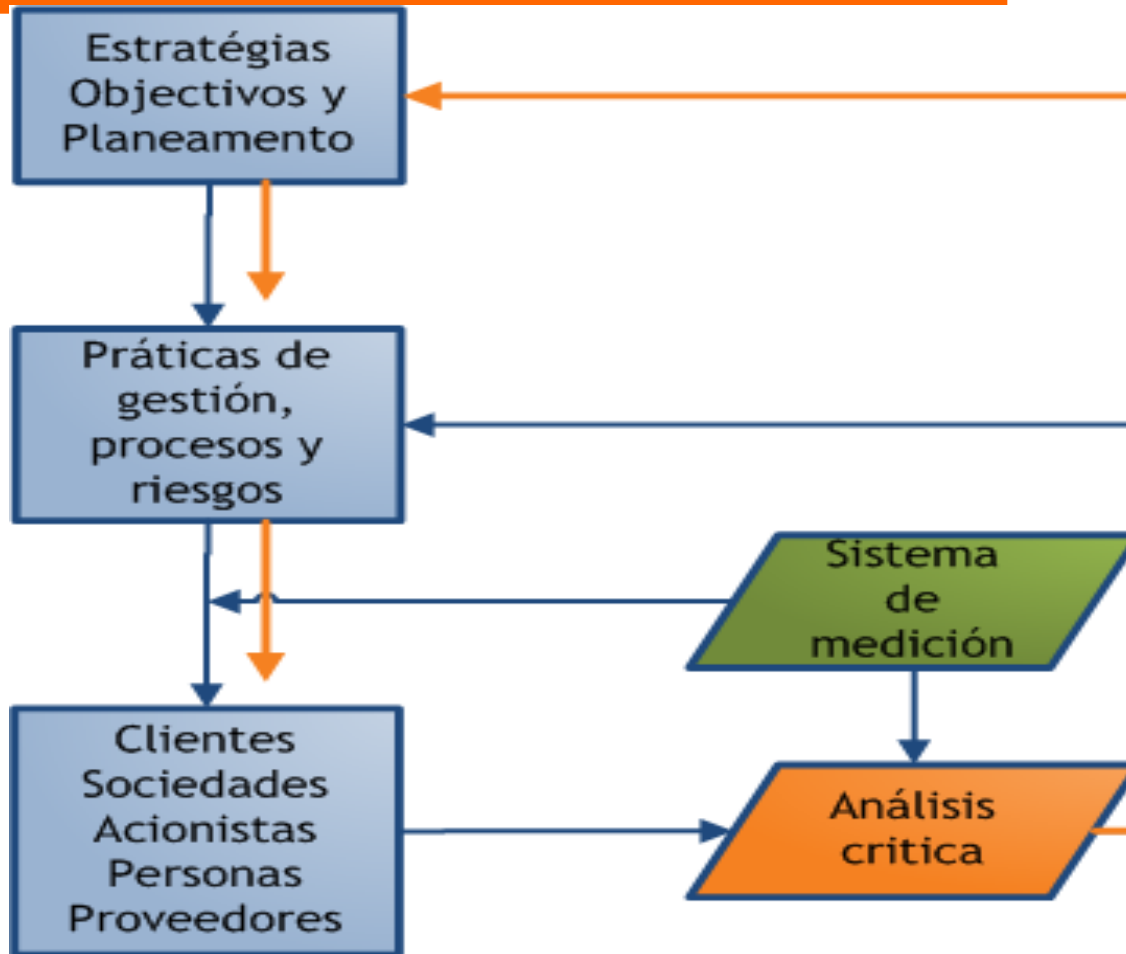 Estratégias
Objectivos y
Planeamento
Práticas de
gestión,
procesos y
riesgos
Sistema
de
medición
Clientes
Sociedades
Acionistas
Personas
Proveedores
Análisis
critica